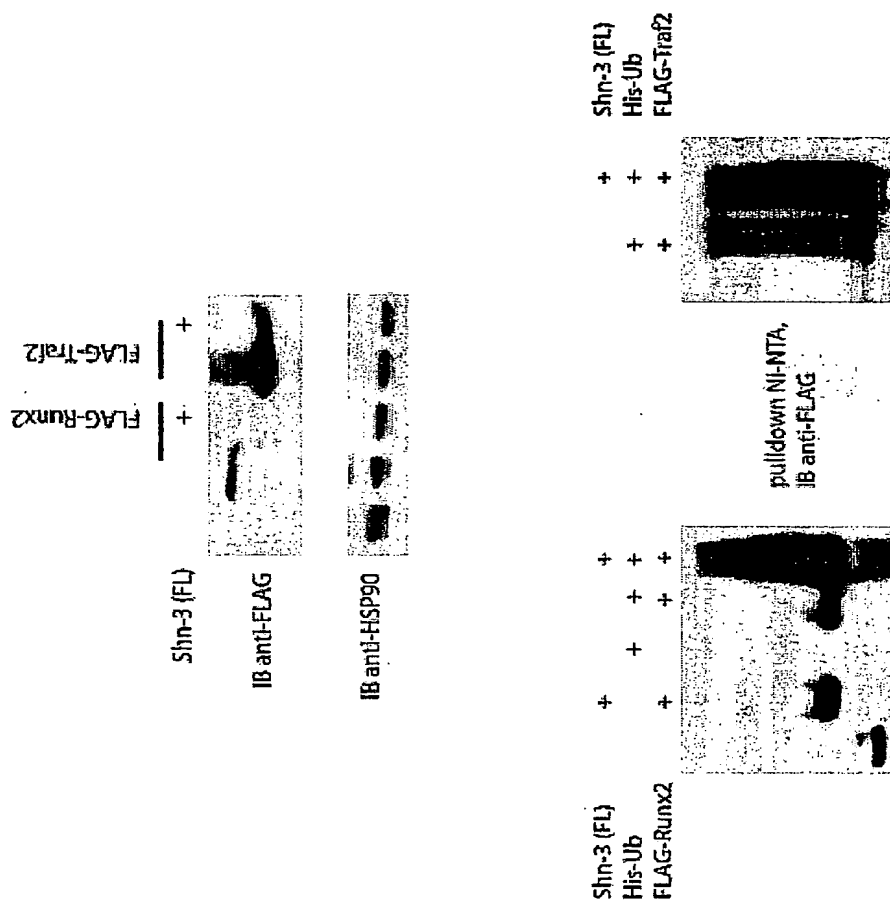 FLAG-Runx2 FLAG-Traf2
Shn-3 (FL) + +
IB anti-FLAG
IB anti-HSP90
Shn-3 (FL) + +
His-Ub + + +
FLAG-Runx2 + + +
pulldown NI-NTA,
IB anti-FLAG
+ Shn-3 (FL)
+ + His-Ub
+ + FLAG-Traf2